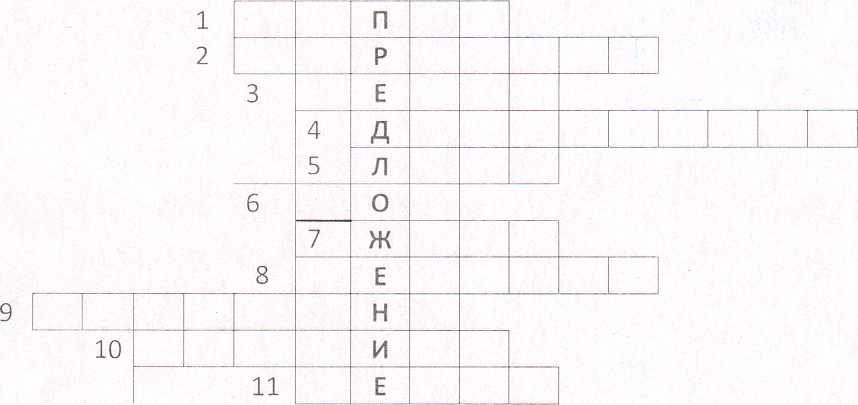 1 П
2 Р
3 Е
4 Д
5 Л
6 О
7 Ж
8 Е
9 Н
10 И
11 Е